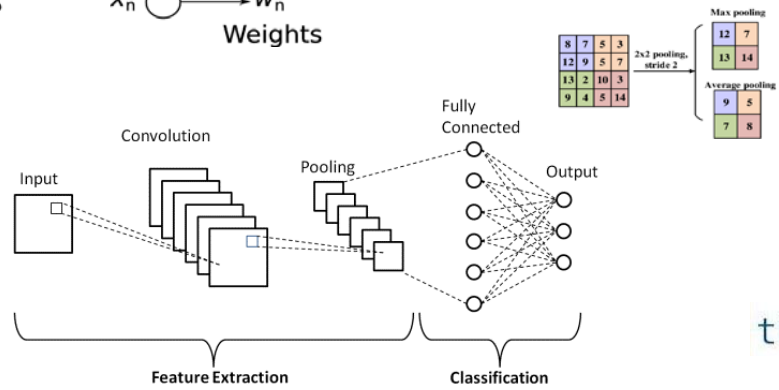 xn wn
Weights
Max pooling
12 7
13 14
8 7 5 3
12 9 5 7
13 2 10 3
9 4 5 14
2x2 pooling,
stride 2
Average pooling
9 5
7 8
Fully
Connected
Convolution
Pooling
Output
Input
t
Feature Extraction
Classification